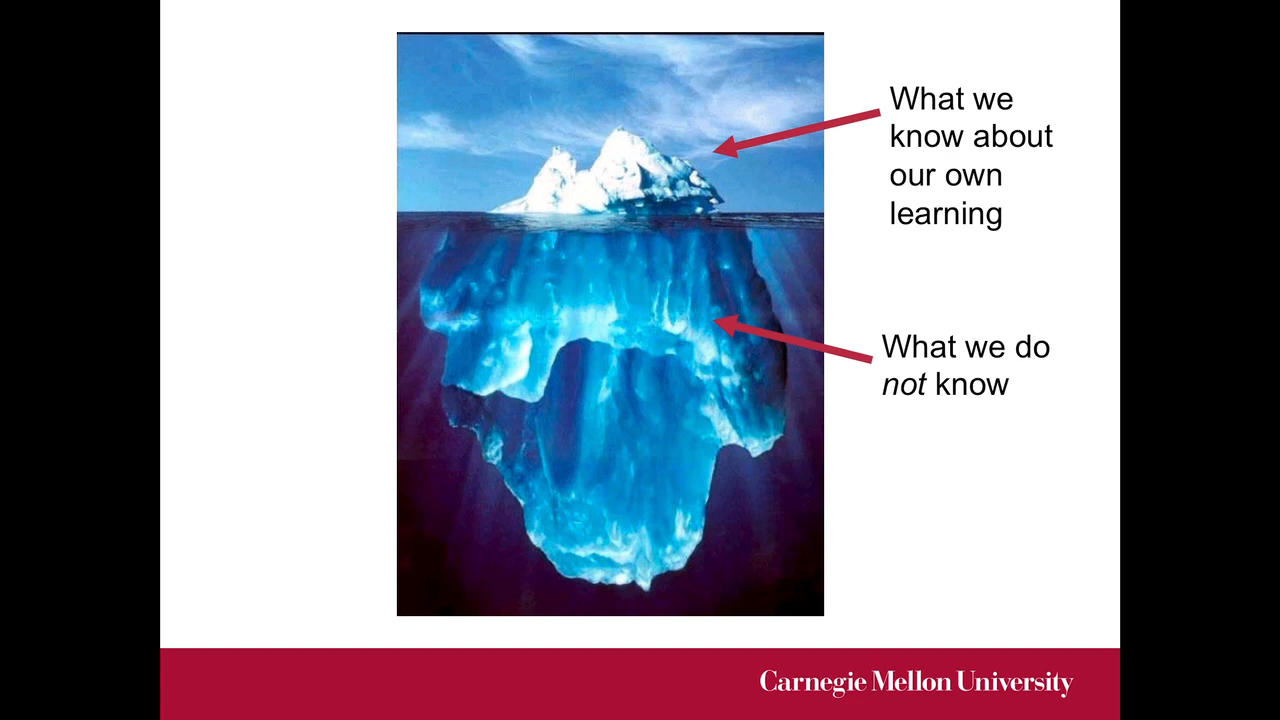 What we
know about
our own
learning
What we do
not know
Carnegie Mellon University